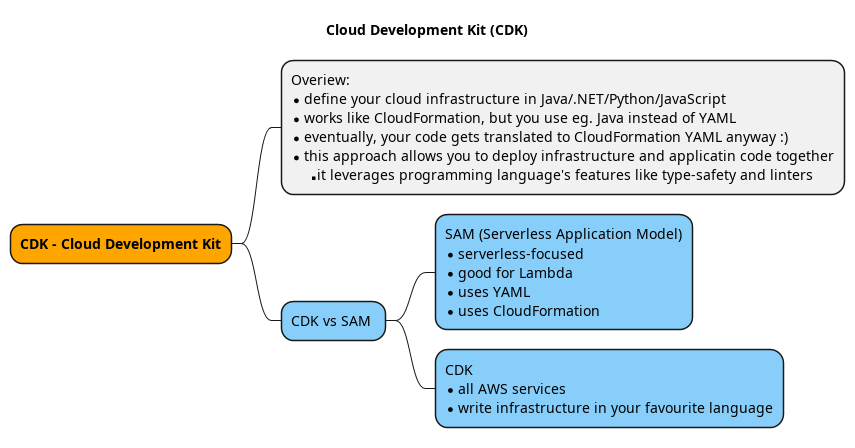 Cloud Development Kit (CDK)
Overiew:
• define your cloud infrastructure in Java/.NET/Python/JavaScript
• works like CloudFormation, but you use eg. Java instead of YAML
• eventually, your code gets translated to CloudFormation YAML anyway :)
• this approach allows you to deploy infrastructure and applicatin code together
▪it leverages programming language's features like type-safety and linters
CDK - Cloud Development Kit
CDK vs SAM
SAM (Serverless Application Model)
• serverless-focused
• good for Lambda
• uses YAML
• uses CloudFormation
CDK
• all AWS services
• write infrastructure in your favourite language